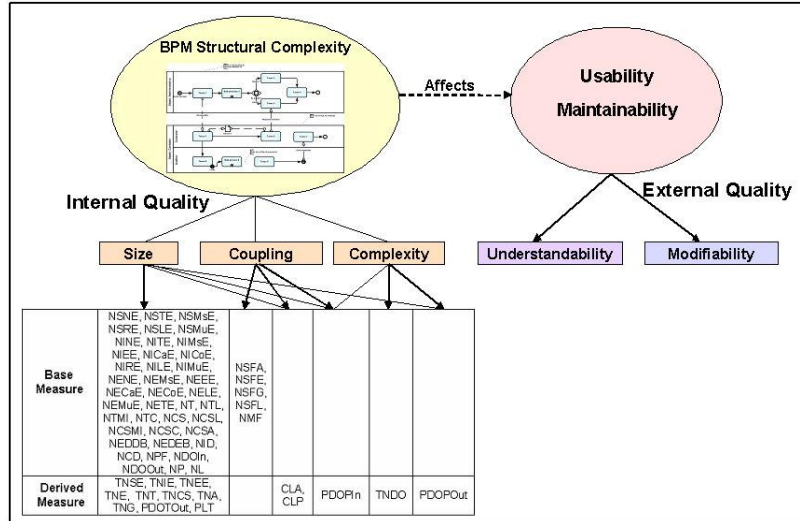 BPM Structural Complexity
Affects
Usability
Maintainability
Internal Quality
External Quality
Size
Coupling
Complexity
Understandability
Modifiability
Base
Measure
NSNE, NSTE, NSMsE,
NSRE, NSLE, NSMuE,
NINE, NITE, NIMsE,
NIEE, NICaE, NICoE,
NIRE, NILE, NIMuE,
NENE, NEMsE, NEEE,
NECaE, NECoE, NELE,
NEMuE, NETE, NT, NTL,
NTMI, NTC, NCS, NCSL,
NCSMI, NCSC, NCSA,
NEDDB, NEDEB, NID,
NCD, NPF, NDOIn,
NDOOut, NP, NL
NSFA,
NSFE,
NSFG,
NSFL,
NMF
Derived
Measure
TNSE, TNIE, TNEE,
TNE, TNT, TNCS, TNA,
TNG, PDOTOut, PLT
CLA,
CLP
PDOPIn
TNDO
PDOPOut